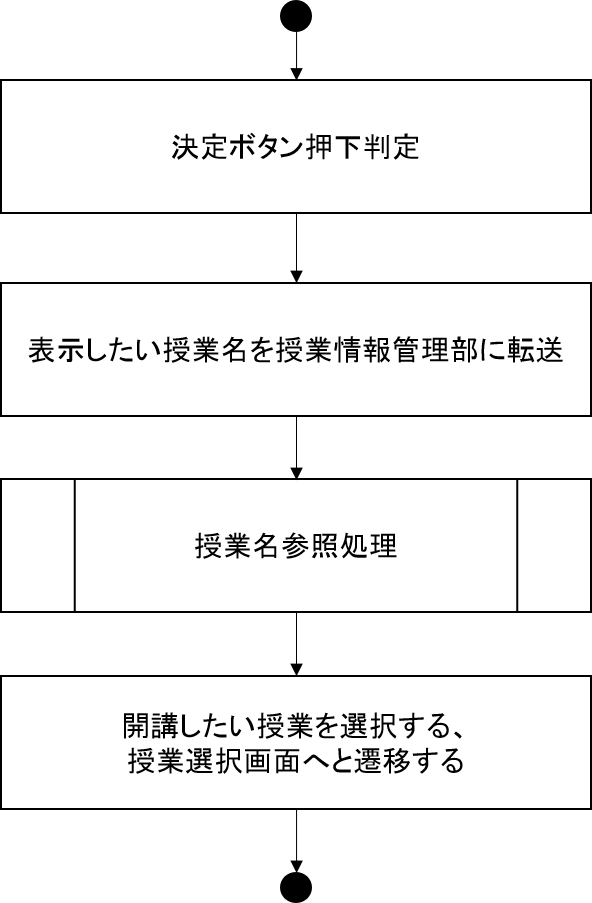 決定ボタン押下判定
表示したい授業名を授業情報管理部に転送
授業名参照処理
開講したい授業を選択する、
授業選択画面へと遷移する